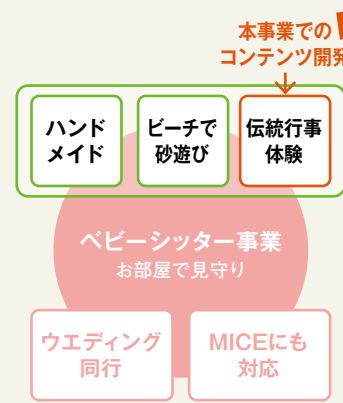 本事業での
コンテンツ開発
ハンド
メイド
ビーチで
砂遊び
伝統行事
体験
ベビーシッター事業
お部屋で見守り
ウエディング
同行
MICEにも
対応